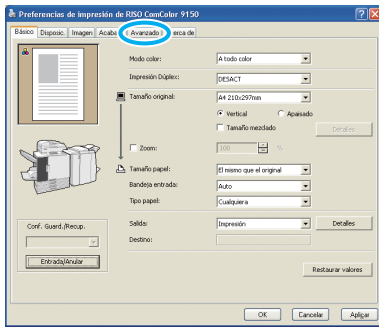 Preferencias de impresión de RISO ComColor 9150
Básico Disposic. Imagen Acaba Avanzado erca de
Modo color: A todo color
Impresión Dúplex: DESACT
Tamaño original: A4 210x297mm
Vertical Apaisado
Tamaño mezclado Detalles
Zoom: 100 %
Tamaño papel: El mismo que el original
Bandeja entrada: Auto
Tipo papel: Cualquiera
Conf. Guard./Recup.
Entrada/Anular
Salida: Impresión Detalles
Destino:
Restaurar valores
OK Cancelar Aplicar